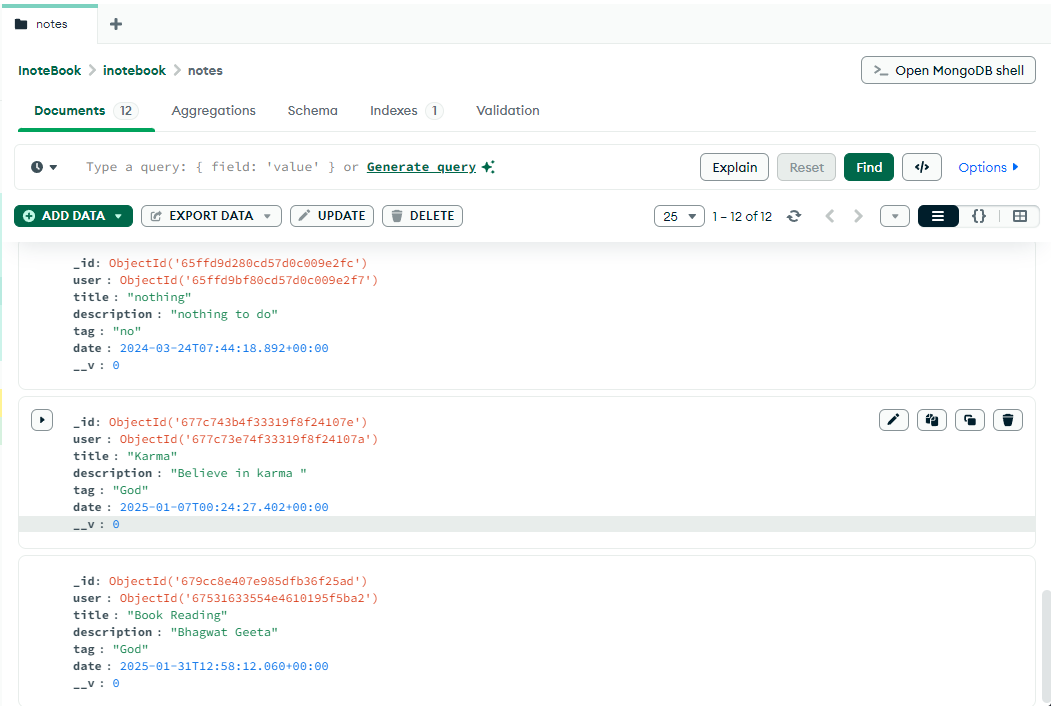 notes
InoteBook > inotebook > notes
>_ Open MongoDB shell
Documents 12 Aggregations Schema Indexes 1 Validation
Type a query: { field: 'value' } or Generate query
Explain Reset Find </> Options
ADD DATA EXPORT DATA UPDATE DELETE
25 1 – 12 of 12 {}
_id: ObjectId('65ffd9d280cd57d0c009e2fc')
user : ObjectId('65ffd9bf80cd57d0c009e2f7')
title : "nothing"
description : "nothing to do"
tag : "no"
date : 2024-03-24T07:44:18.892+00:00
__v : 0
_id: ObjectId('677c743b4f33319f8f24107e')
user : ObjectId('677c73e74f33319f8f24107a')
title : "Karma"
description : "Believe in karma "
tag : "God"
date : 2025-01-07T00:24:27.402+00:00
__v : 0
_id: ObjectId('679cc8e407e985dfb36f25ad')
user : ObjectId('67531633554e4610195f5ba2')
title : "Book Reading"
description : "Bhagwat Geeta"
tag : "God"
date : 2025-01-31T12:58:12.060+00:00
__v : 0